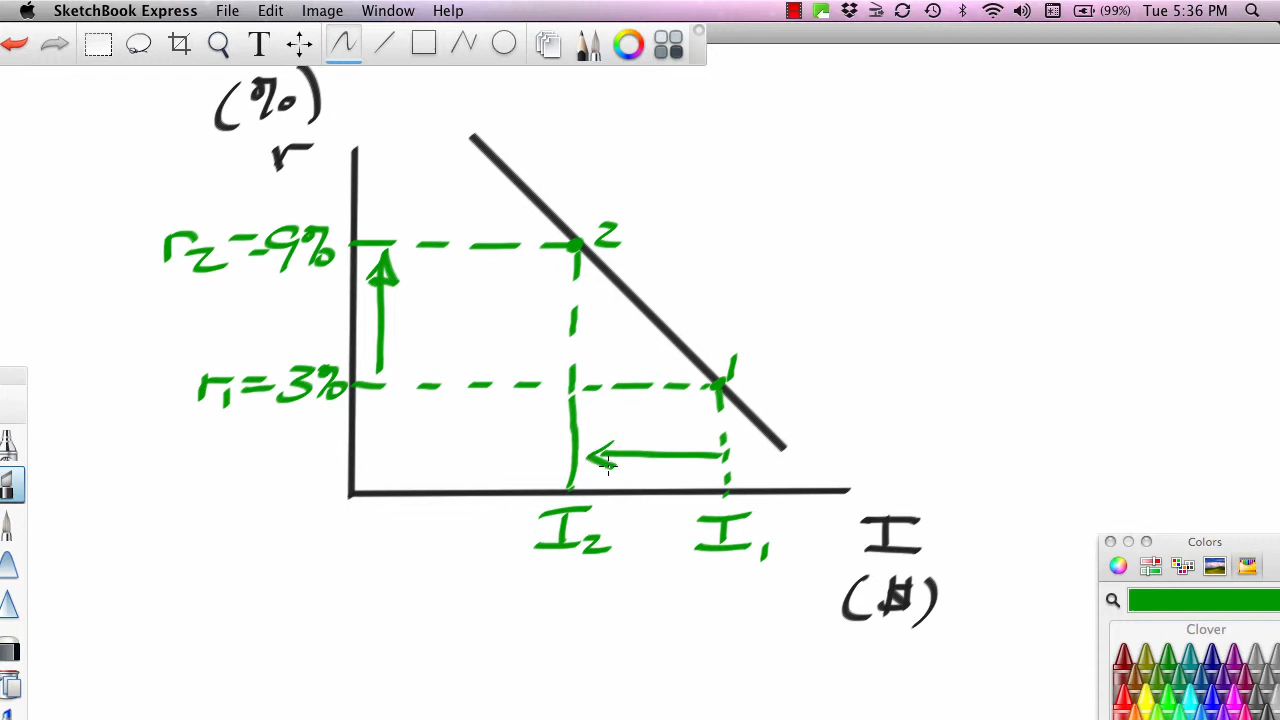 SketchBook Express File Edit Image Window Help (99%) Tue 5:36 PM
T
(%)
r
2
r2 = 9%
1
r1 = 3%
I2 I1 I
($)
Colors
Clover